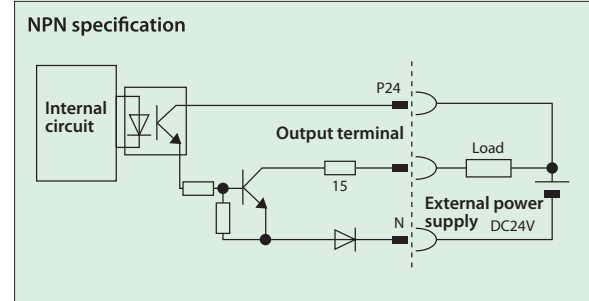 NPN specification
P24
Internal
circuit
Output terminal
Load
15
External power
supply DC24V
N